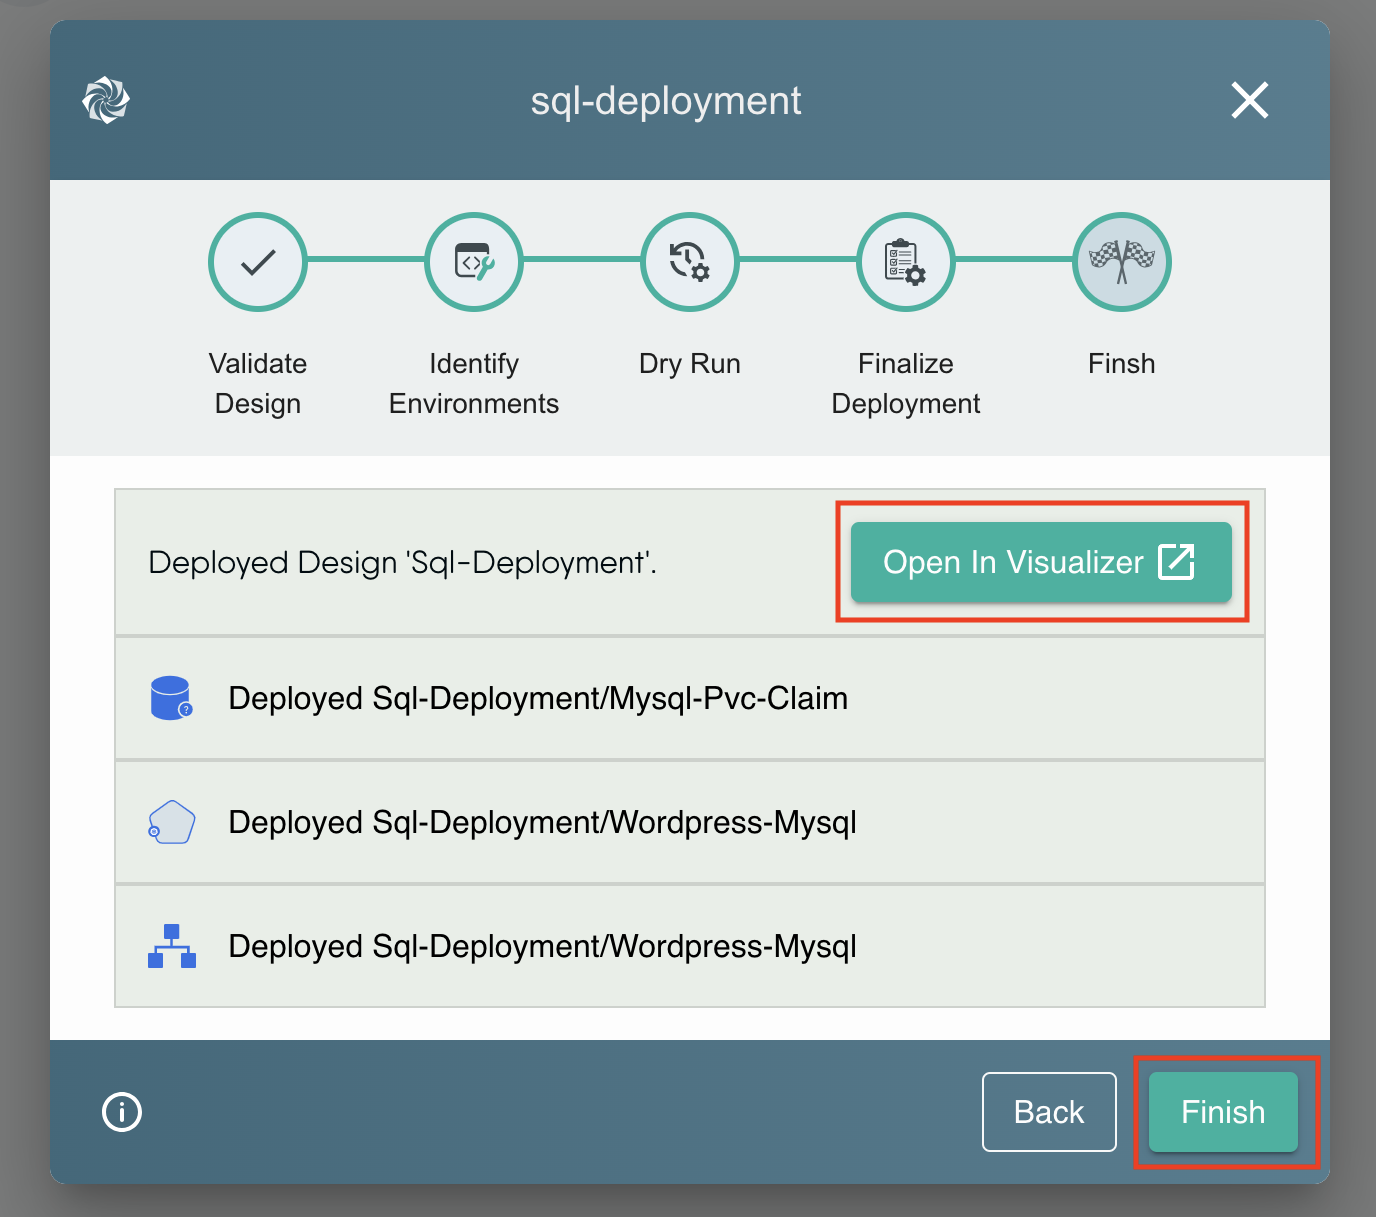 sql-deployment
Validate
Design
Identify
Environments
Dry Run
Finalize
Deployment
Finsh
Deployed Design 'Sql-Deployment'.
Open In Visualizer
Deployed Sql-Deployment/Mysql-Pvc-Claim
Deployed Sql-Deployment/Wordpress-Mysql
Deployed Sql-Deployment/Wordpress-Mysql
Back
Finish